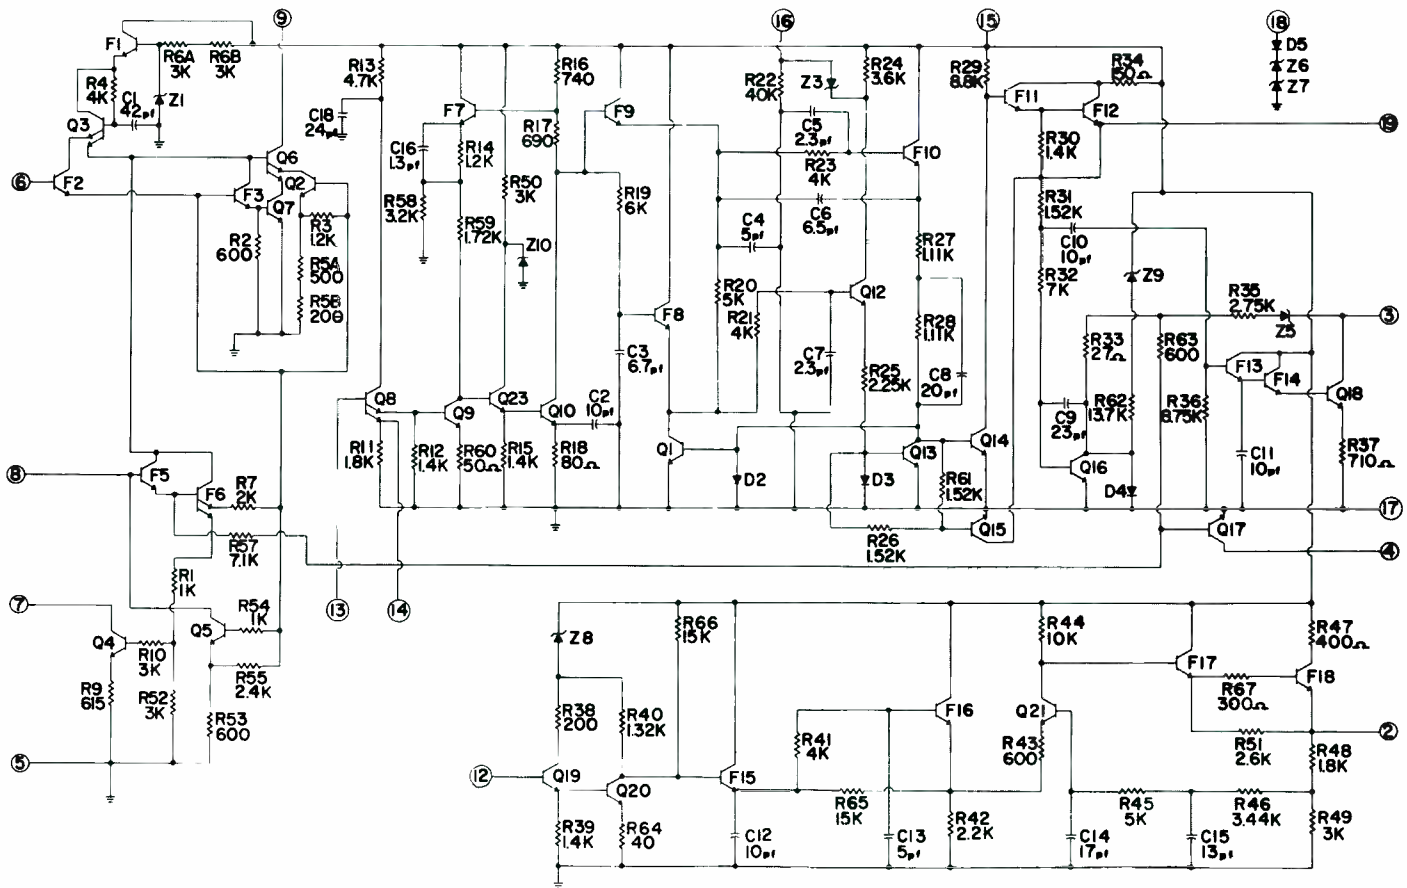 9
16
15
18
F1
R6A
3K
R6B
3K
R4
4K
C1
42pf
Z1
Q3
R13
4.7K
C18
24pf
F7
R16
740
F9
R17
690
R22
40K
Z3
R24
3.6K
C5
2.3pf
R23
4K
C6
6.5pf
F10
R29
8.8K
F11
R34
150Ω
F12
D5
Z6
Z7
19
6
F2
F3
Q6
Q2
Q7
R3
1.2K
R2
600
R5A
500
R5B
200
C16
1.3pf
R14
1.2K
R58
3.2K
R59
1.72K
R50
3K
Z10
R19
6K
C4
5pf
R20
5K
R21
4K
F8
C3
6.7pf
Q12
C7
2.3pf
R25
2.25K
R27
1.11K
R28
1.11K
C8
20pf
R30
1.4K
R31
1.52K
C10
10pf
R32
7K
Z9
R35
2.75K
Z5
3
R33
27Ω
R63
600
F13
F14
Q18
R62
13.7K
R36
8.75K
C9
23pf
Q16
D4
C11
10pf
R37
710Ω
Q8
Q9
Q23
Q10
C2
10pf
R11
1.8K
R12
1.4K
R60
50Ω
R15
1.4K
R18
80Ω
Q1
D2
D3
Q13
Q14
R61
1.52K
Q15
R26
1.52K
17
Q17
4
8
F5
F6
R7
2K
R57
7.1K
R1
1K
13
14
7
Q4
R10
3K
Q5
R54
1K
R55
2.4K
R9
615
R52
3K
R53
600
5
Z8
R66
15K
R44
10K
R47
400Ω
F17
R67
300Ω
F18
R38
200
R40
1.32K
R41
4K
F16
Q21
R43
600
R51
2.6K
2
R48
1.8K
12
Q19
Q20
F15
R65
15K
R45
5K
R46
3.44K
R39
1.4K
R64
40
C12
10pf
C13
5pf
R42
2.2K
C14
17pf
C15
13pf
R49
3K